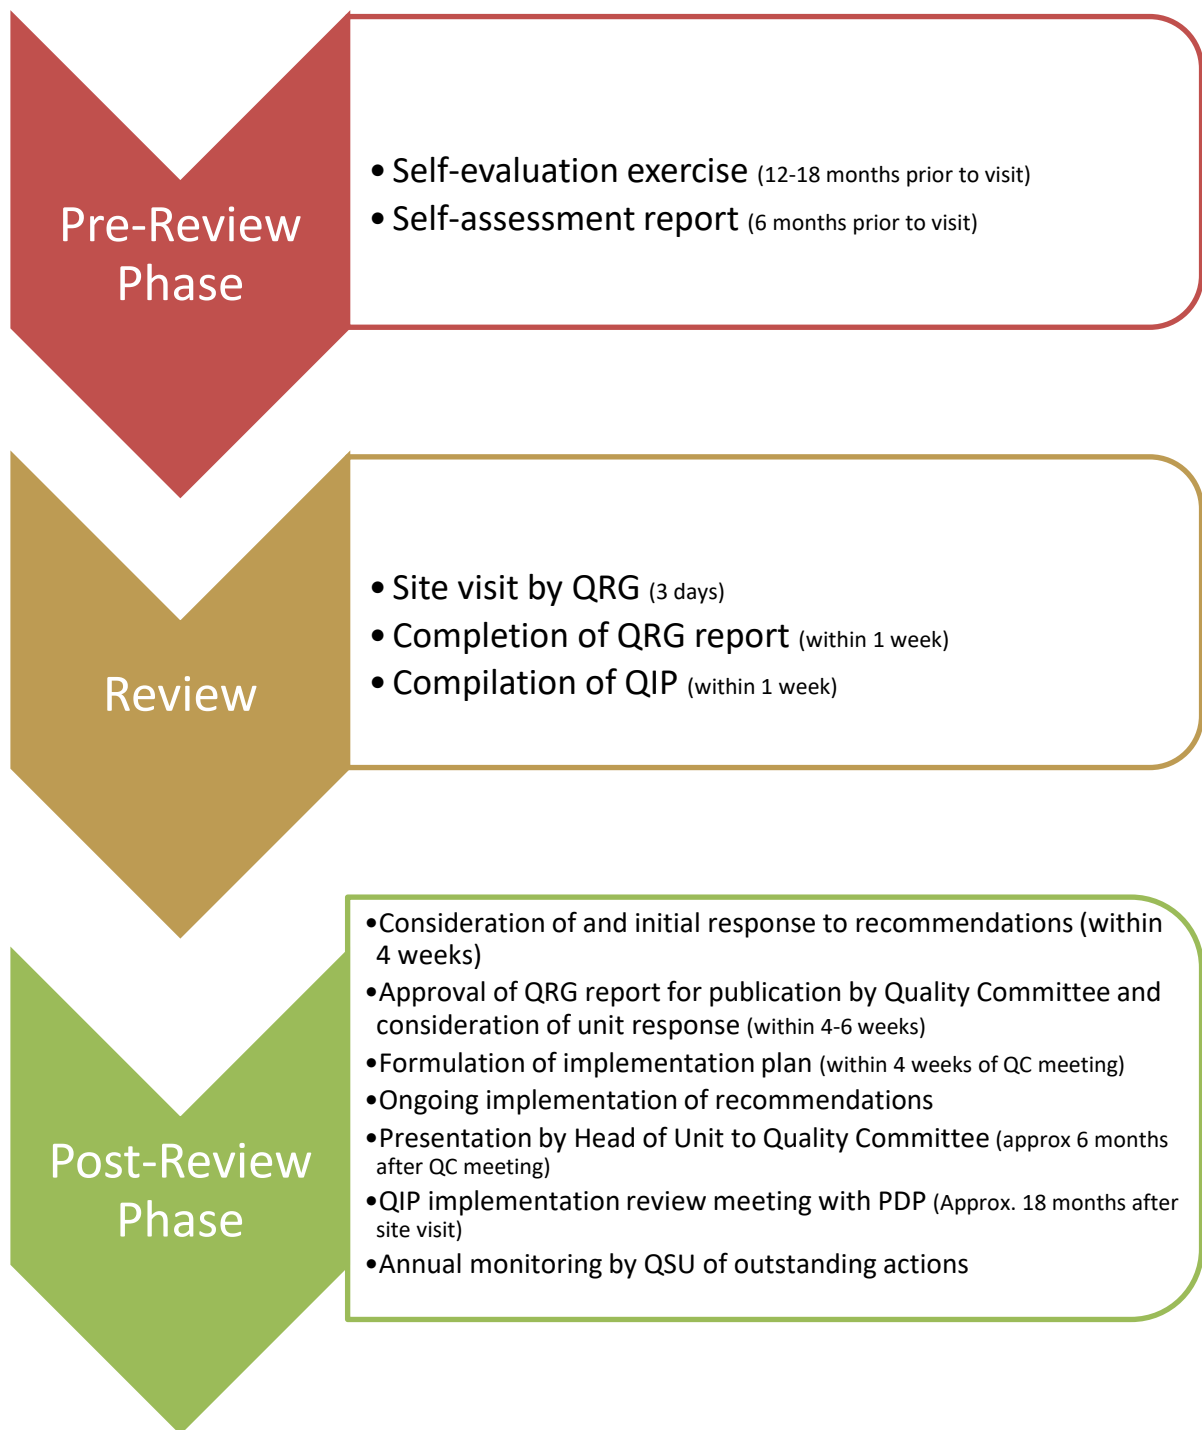 Pre-Review
Phase
• Self-evaluation exercise (12-18 months prior to visit)
• Self-assessment report (6 months prior to visit)
Review
• Site visit by QRG (3 days)
• Completion of QRG report (within 1 week)
• Compilation of QIP (within 1 week)
Post-Review
Phase
•Consideration of and initial response to recommendations (within
4 weeks)
•Approval of QRG report for publication by Quality Committee and
consideration of unit response (within 4-6 weeks)
•Formulation of implementation plan (within 4 weeks of QC meeting)
•Ongoing implementation of recommendations
•Presentation by Head of Unit to Quality Committee (approx 6 months
after QC meeting)
•QIP implementation review meeting with PDP (Approx. 18 months after
site visit)
•Annual monitoring by QSU of outstanding actions